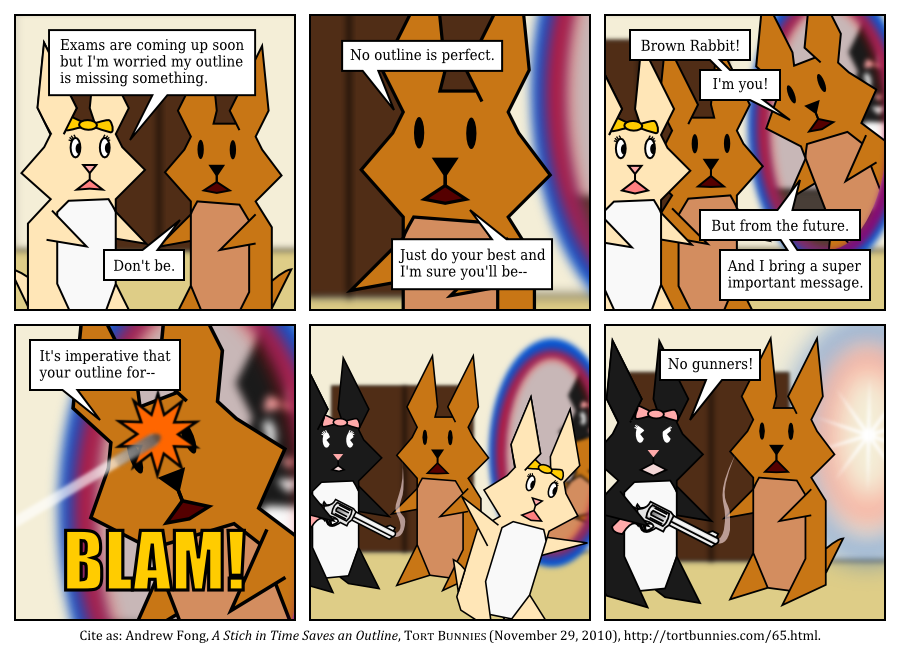 Exams are coming up soon
but I'm worried my outline
is missing something.
Don't be.
No outline is perfect.
Just do your best and
I'm sure you'll be--
Brown Rabbit!
I'm you!
But from the future.
And I bring a super
important message.
It's imperative that
your outline for--
BLAM!
No gunners!
Cite as: Andrew Fong, A Stich in Time Saves an Outline, TORT BUNNIES (November 29, 2010), http://tortbunnies.com/65.html.